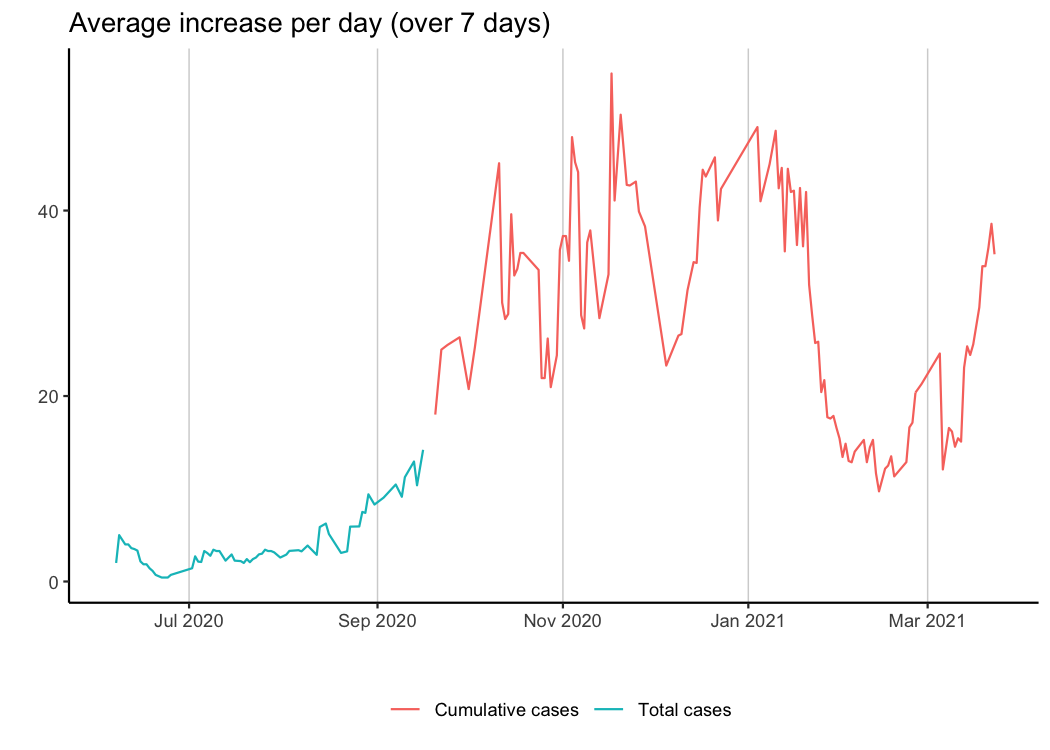 Average increase per day (over 7 days)
40
20
0
Jul 2020 Sep 2020 Nov 2020 Jan 2021 Mar 2021
Cumulative cases Total cases